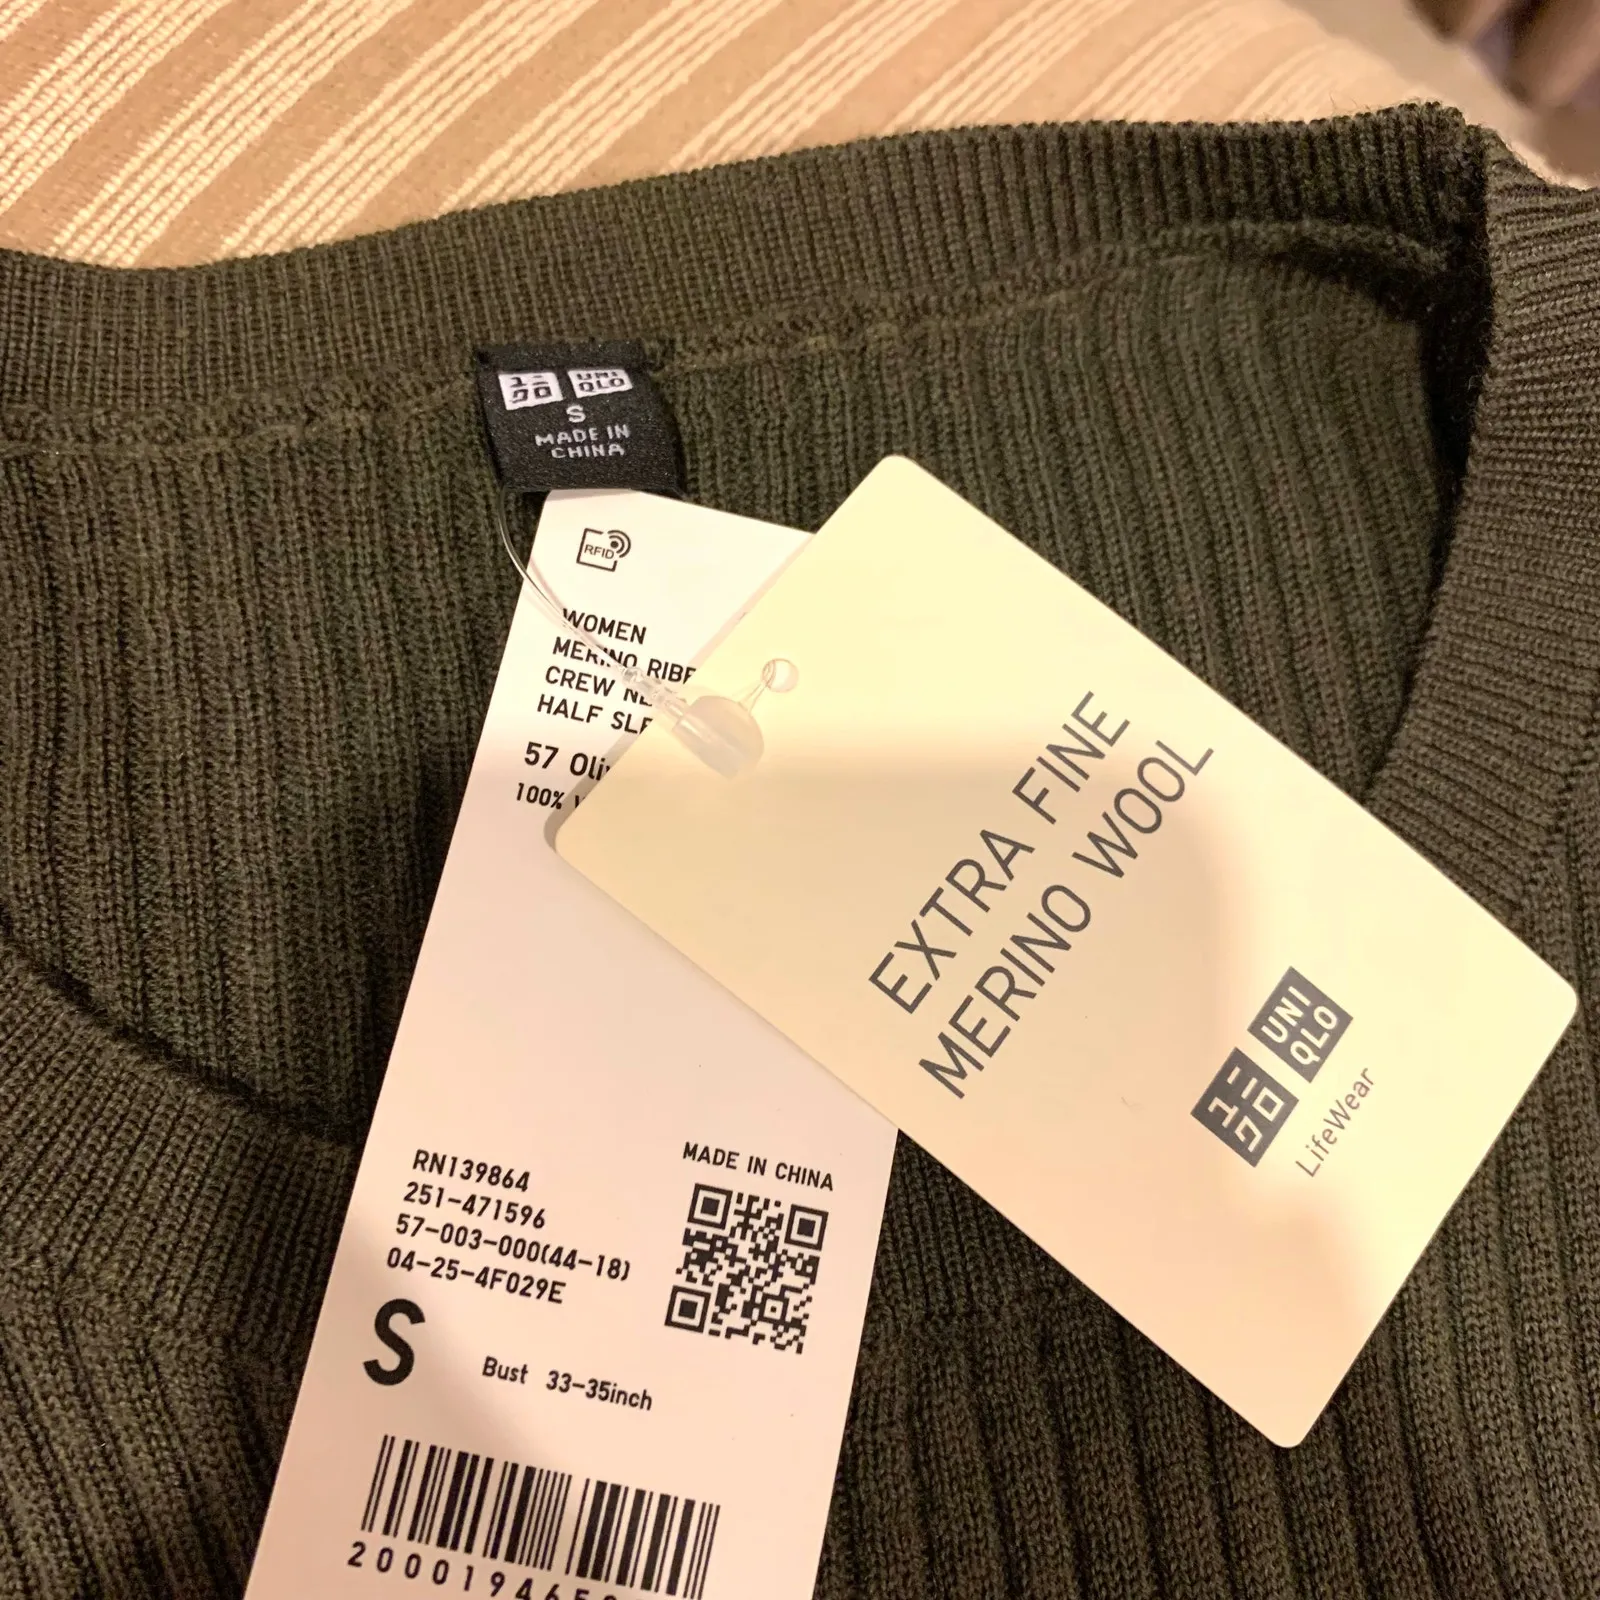 ユニ
クロ
UNI
QLO
S
MADE IN
CHINA
RFID
WOMEN
MERINO
CREW
HALF
57
100%
EXTRA FINE
MERINO WOOL
ユニ
クロ
UNI
QLO
LifeWear
RN139864
251-471596
57-003-000(44-18)
04-25-4F029E
MADE IN CHINA
S
Bust 33-35inch